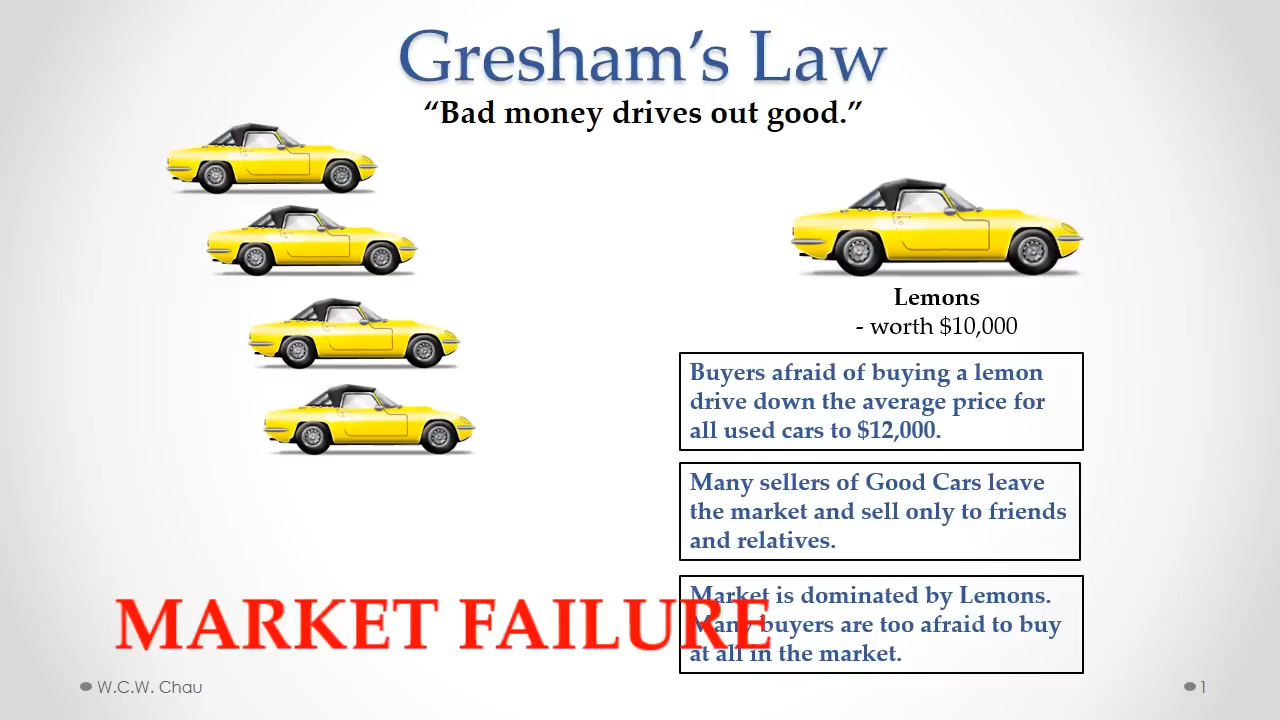 Gresham’s Law
“Bad money drives out good.”
Lemons
- worth $10,000
Buyers afraid of buying a lemon
drive down the average price for
all used cars to $12,000.
Many sellers of Good Cars leave
the market and sell only to friends
and relatives.
Market is dominated by Lemons.
Many buyers are too afraid to buy
at all in the market.
MARKET FAILURE
W.C.W. Chau
1